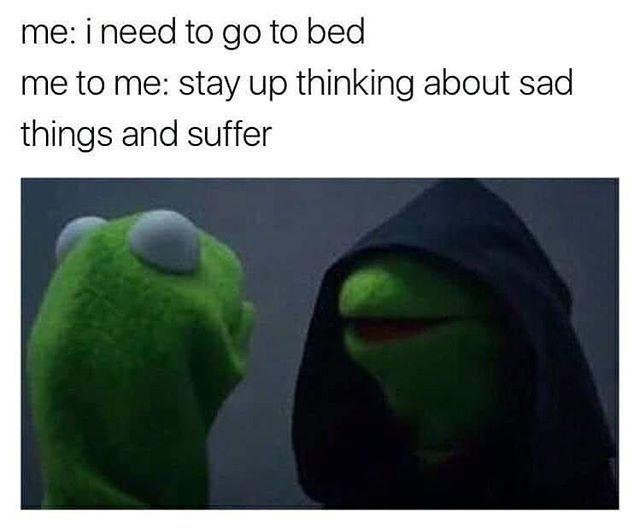 me: i need to go to bed
me to me: stay up thinking about sad
things and suffer